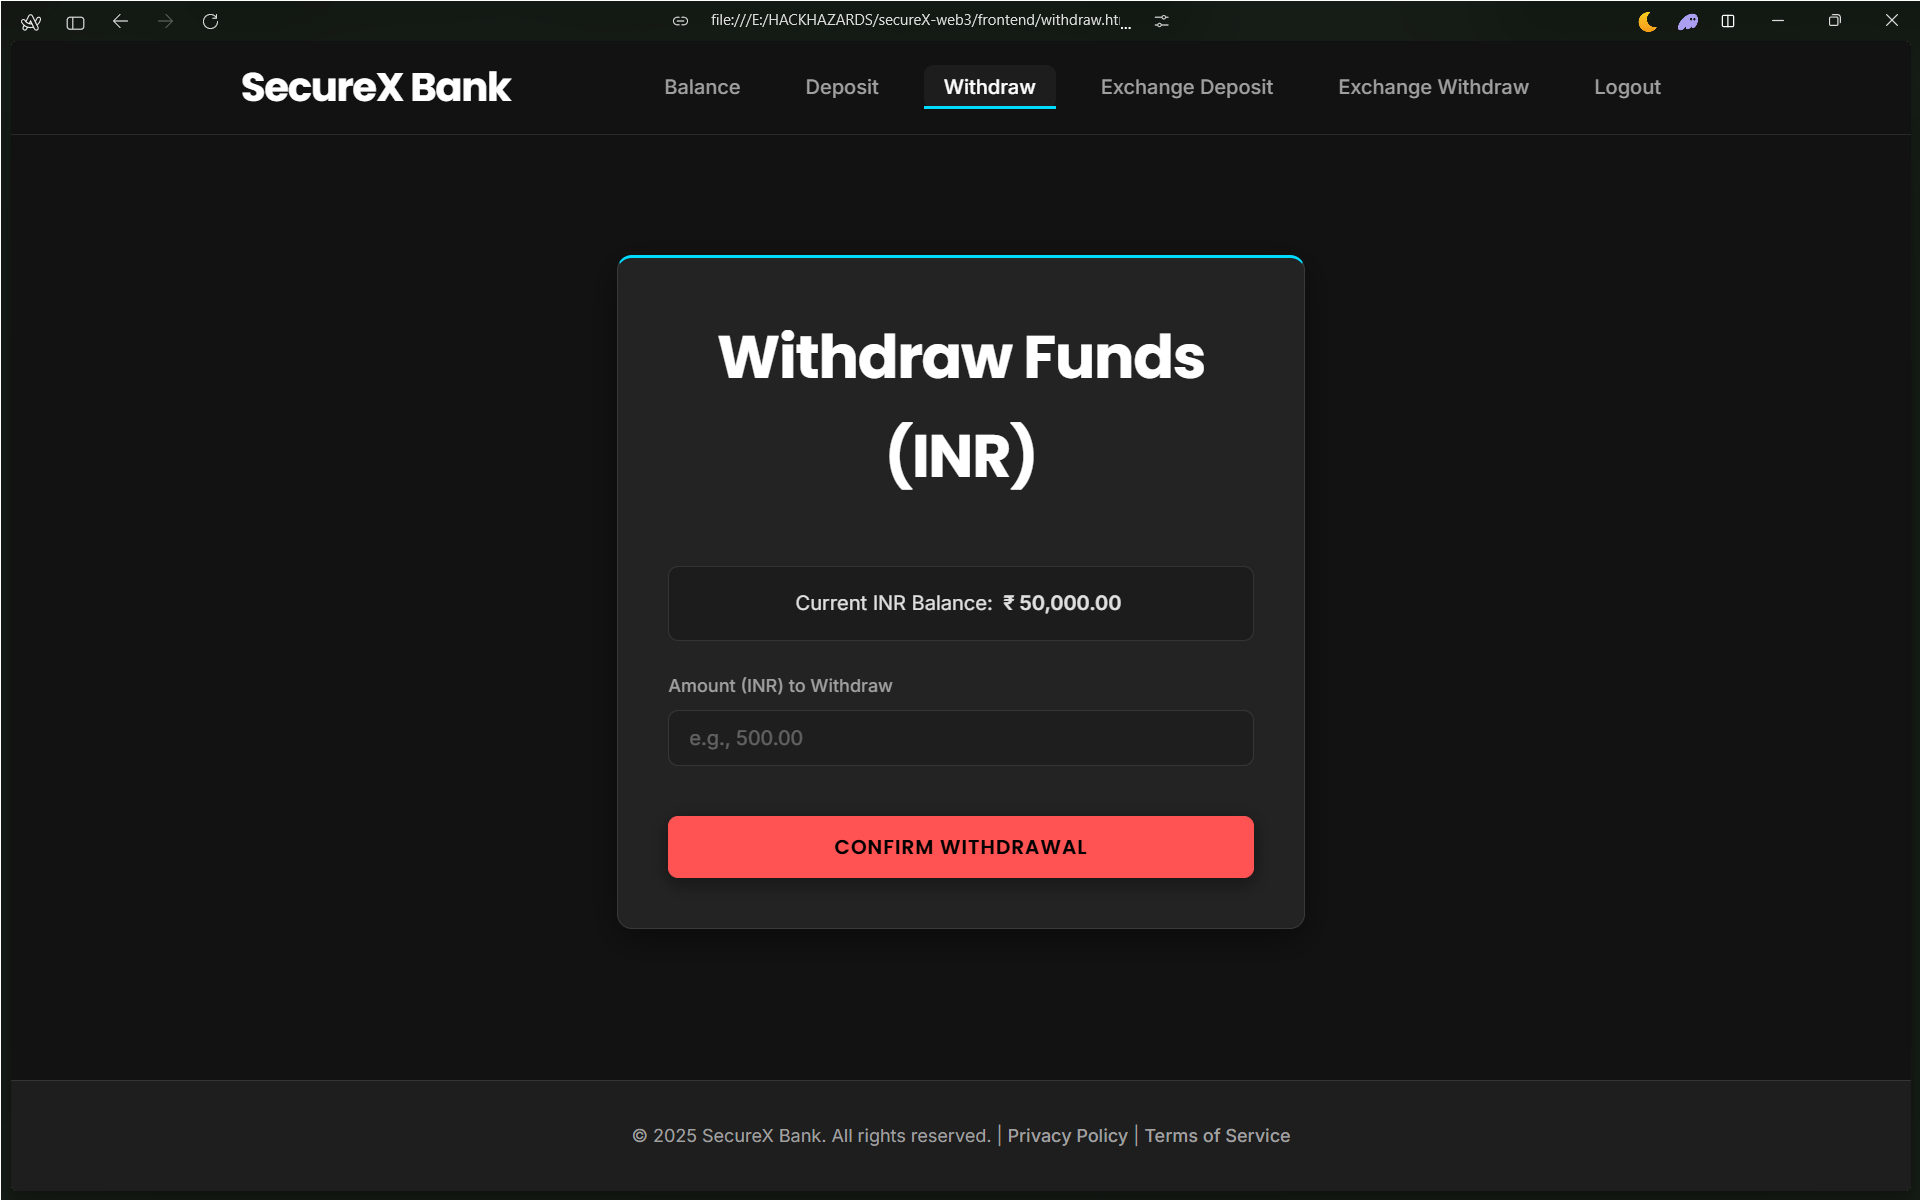 file:///E:/HACKHAZARDS/secureX-web3/frontend/withdraw.ht...
SecureX Bank
Balance
Deposit
Withdraw
Exchange Deposit
Exchange Withdraw
Logout
Withdraw Funds
(INR)
Current INR Balance: ₹ 50,000.00
Amount (INR) to Withdraw
e.g., 500.00
CONFIRM WITHDRAWAL
© 2025 SecureX Bank. All rights reserved. | Privacy Policy | Terms of Service